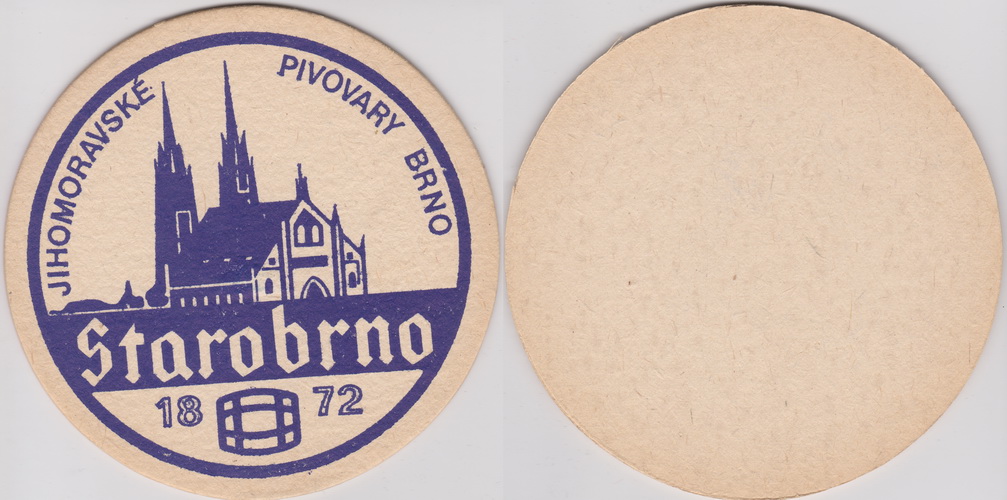 JIHOMORAVSKÉ PIVOVARY BRNO
Starobrno
18 72